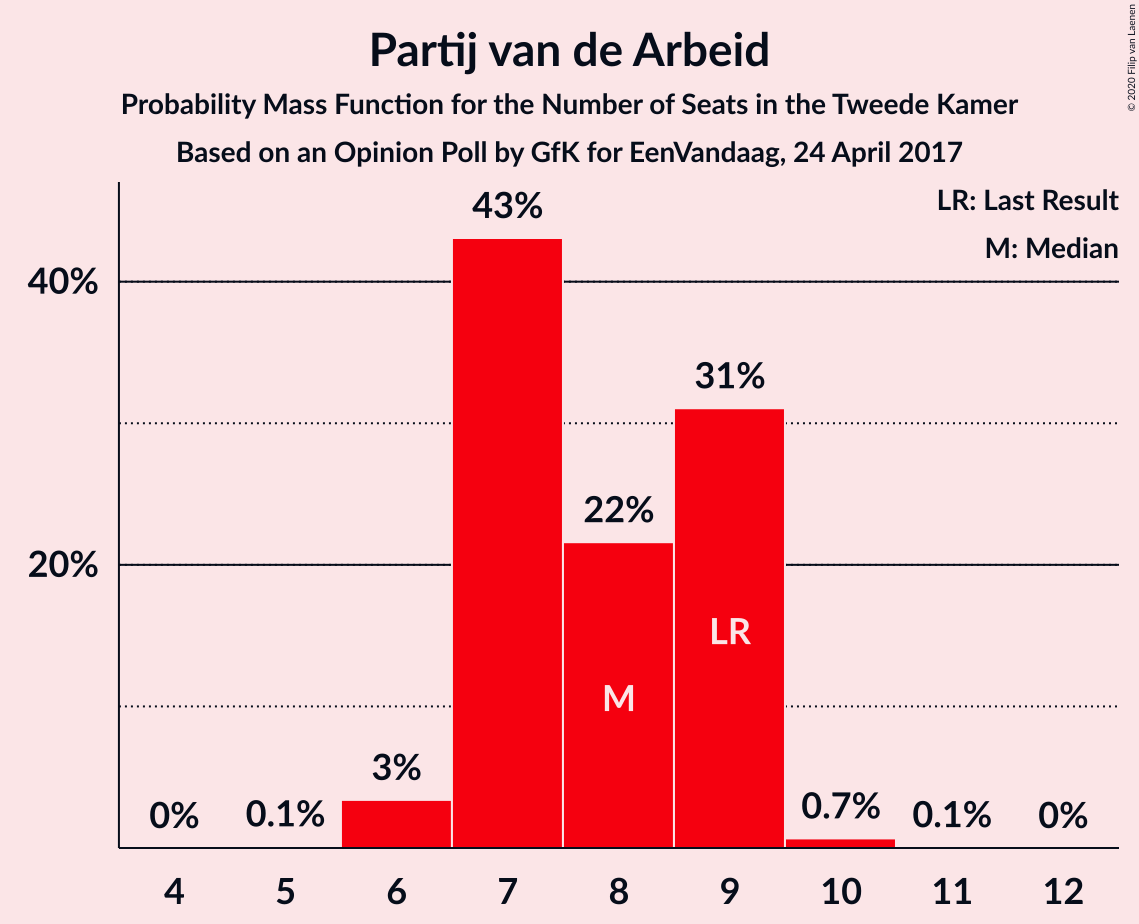 Partij van de Arbeid
Probability Mass Function for the Number of Seats in the Tweede Kamer
Based on an Opinion Poll by GfK for EenVandaag, 24 April 2017
© 2020 Filip van Laenen
LR: Last Result
M: Median
40%
20%
0%
0.1%
3%
43%
22%
31%
0.7%
0.1%
0%
M
LR
4 5 6 7 8 9 10 11 12